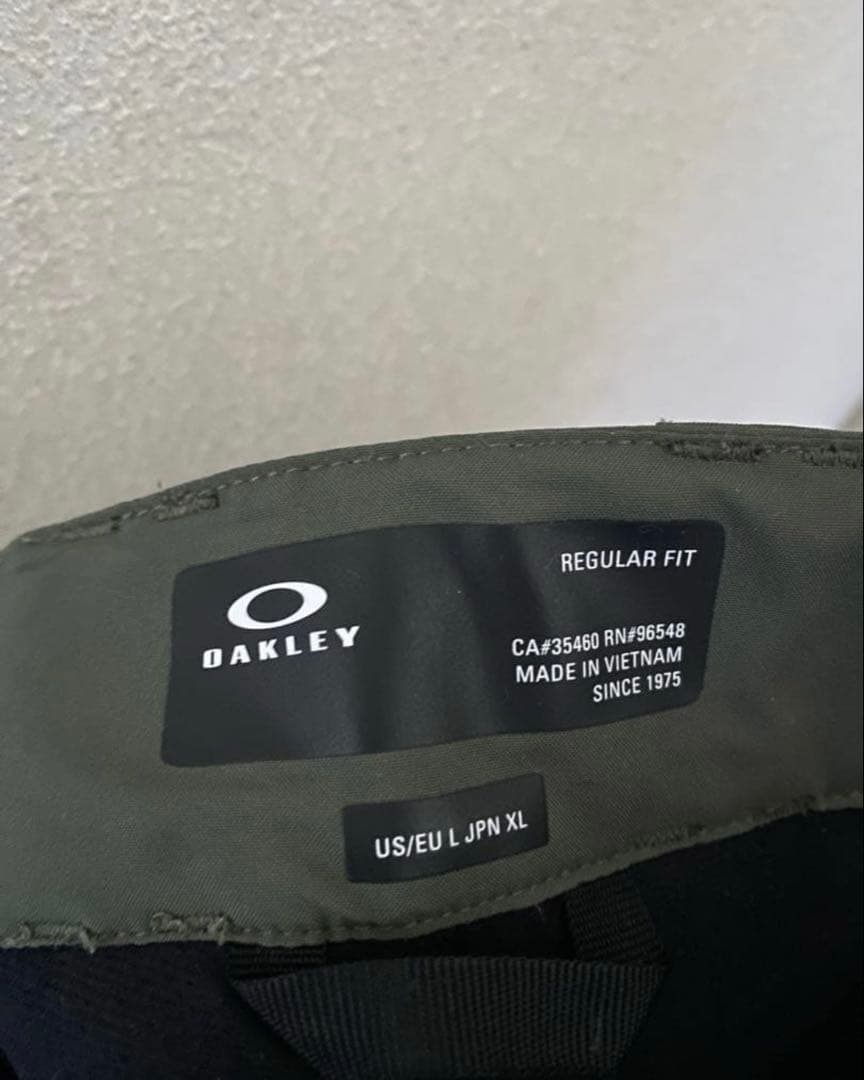 OAKLEY
REGULAR FIT
CA#35460 RN#96548
MADE IN VIETNAM
SINCE 1975
US/EU L JPN XL